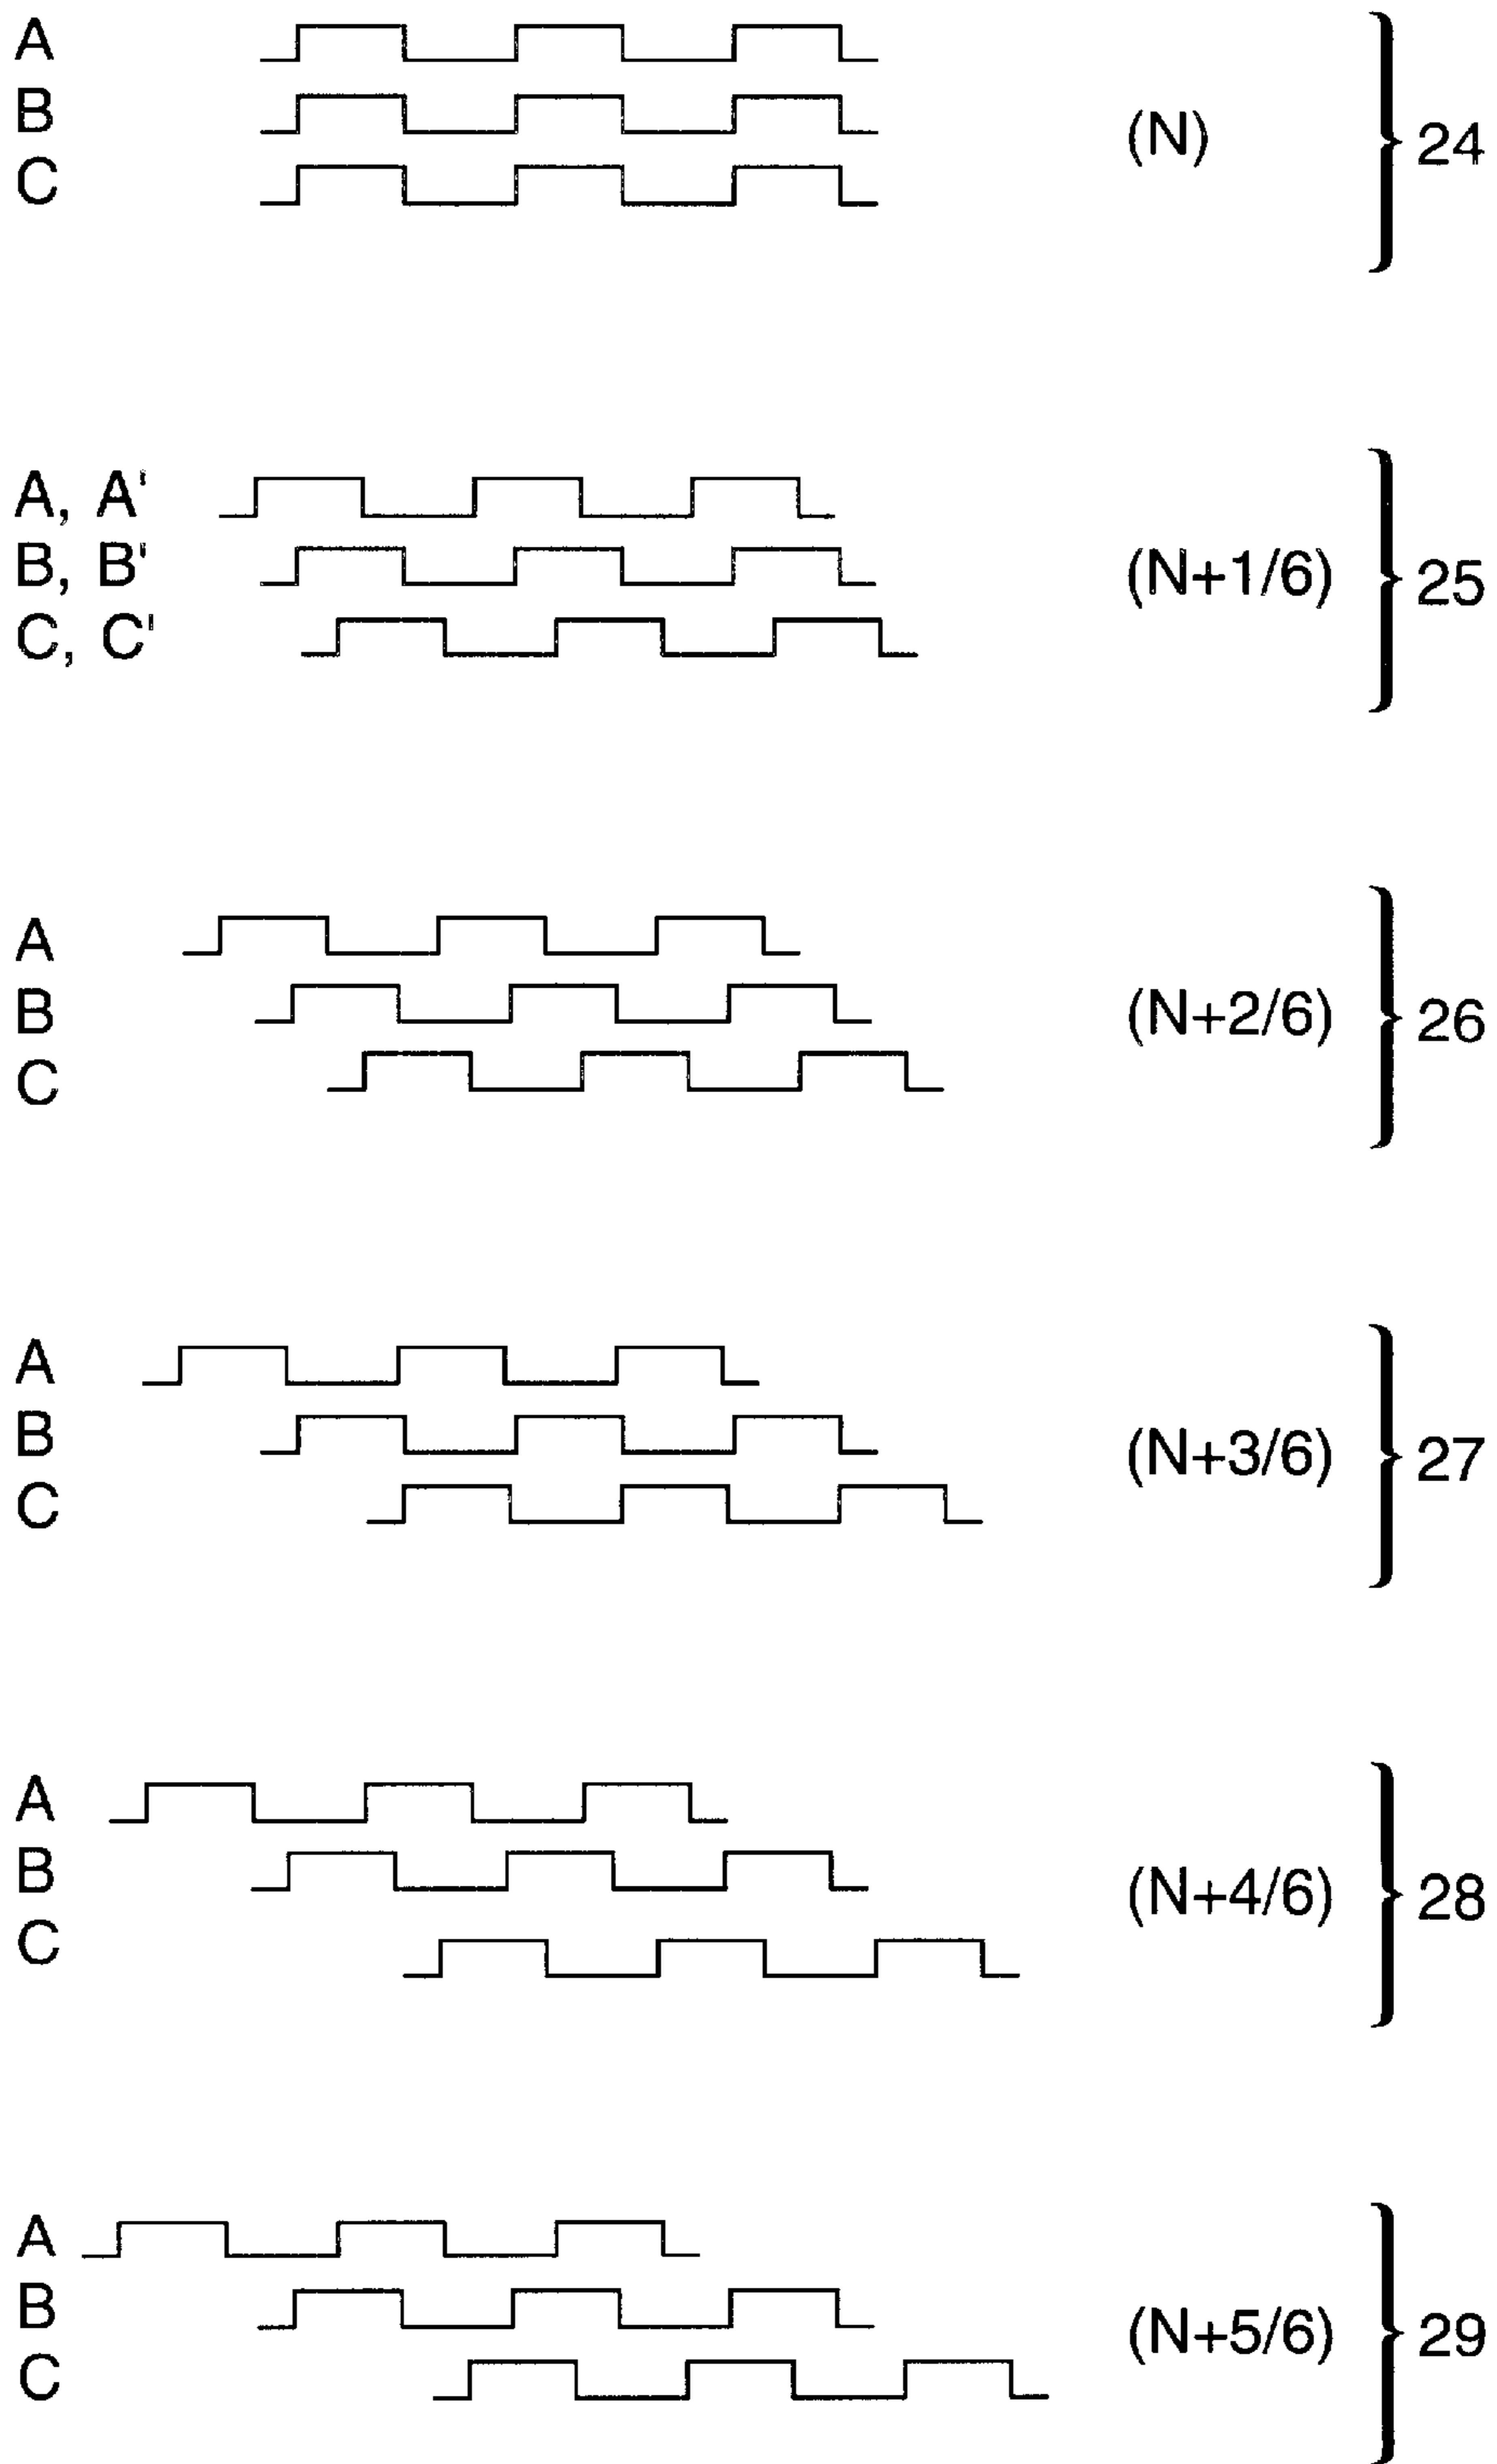 A
B
C
(N)
24
A, A'
B, B'
C, C'
(N+1/6)
25
A
B
C
(N+2/6)
26
A
B
C
(N+3/6)
27
A
B
C
(N+4/6)
28
A
B
C
(N+5/6)
29